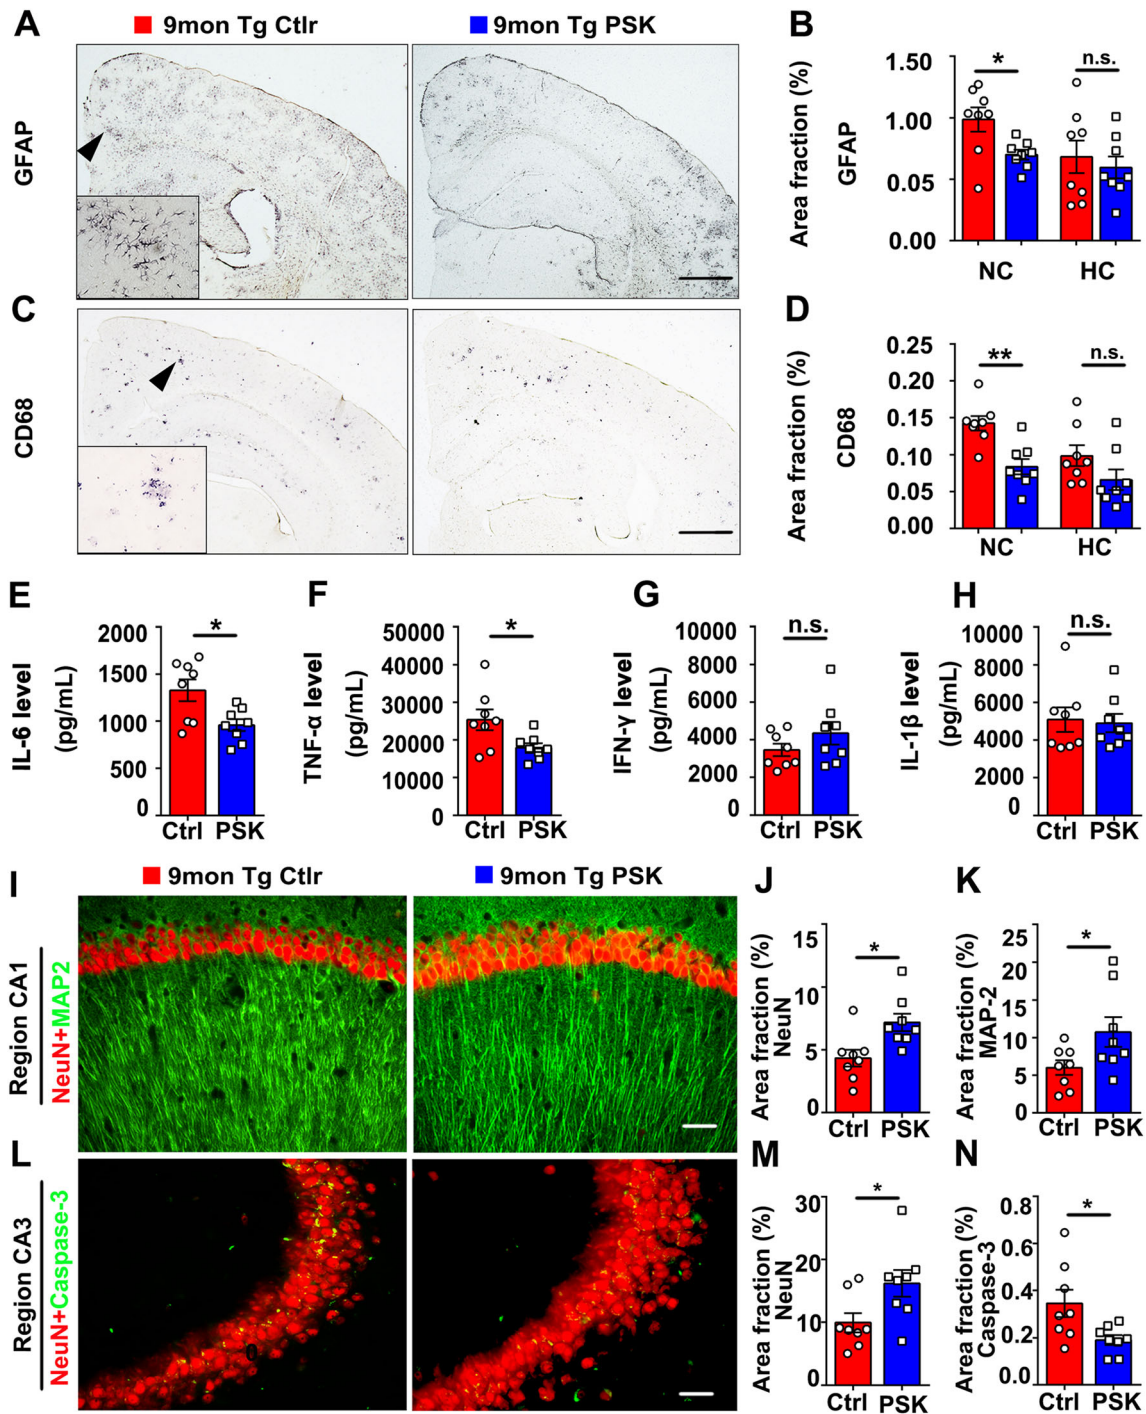 A
9mon Tg Ctlr
9mon Tg PSK
GFAP
B
Area fraction (%)
GFAP
1.50
1.00
0.05
0.00
*
n.s.
NC
HC
C
CD68
D
Area fraction (%)
CD68
0.25
0.20
0.15
0.10
0.05
0.00
**
n.s.
NC
HC
E
IL-6 level
(pg/mL)
2000
1500
1000
500
0
*
Ctrl
PSK
F
TNF-α level
(pg/mL)
50000
40000
30000
20000
10000
0
*
Ctrl
PSK
G
IFN-γ level
(pg/mL)
10000
8000
6000
4000
2000
0
n.s.
Ctrl
PSK
H
IL-1β level
(pg/mL)
10000
8000
6000
4000
2000
0
n.s.
Ctrl
PSK
I
9mon Tg Ctlr
9mon Tg PSK
Region CA1
NeuN+MAP2
J
Area fraction (%)
NeuN
15
10
5
0
*
Ctrl
PSK
K
Area fraction (%)
MAP-2
25
20
15
10
5
0
*
Ctrl
PSK
L
Region CA3
NeuN+Caspase-3
M
Area fraction (%)
NeuN
30
20
10
0
*
Ctrl
PSK
N
Area fraction (%)
Caspase-3
0.8
0.6
0.4
0.2
0.00
*
Ctrl
PSK